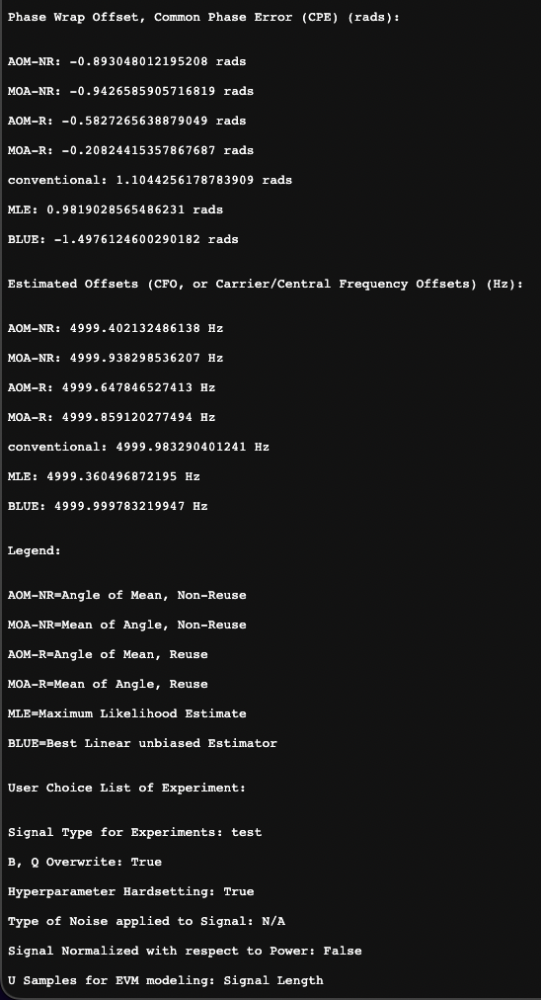 Phase Wrap Offset, Common Phase Error (CPE) (rads):
AOM-NR: -0.893048012195208 rads
MOA-NR: -0.9426585905716819 rads
AOM-R: -0.5827265638879049 rads
MOA-R: -0.20824415357867687 rads
conventional: 1.1044256178783909 rads
MLE: 0.9819028565486231 rads
BLUE: -1.4976124600290182 rads
Estimated Offsets (CFO, or Carrier/Central Frequency Offsets) (Hz):
AOM-NR: 4999.402132486138 Hz
MOA-NR: 4999.938298536207 Hz
AOM-R: 4999.647846527413 Hz
MOA-R: 4999.859120277494 Hz
conventional: 4999.983290401241 Hz
MLE: 4999.360496872195 Hz
BLUE: 4999.999783219947 Hz
Legend:
AOM-NR=Angle of Mean, Non-Reuse
MOA-NR=Mean of Angle, Non-Reuse
AOM-R=Angle of Mean, Reuse
MOA-R=Mean of Angle, Reuse
MLE=Maximum Likelihood Estimate
BLUE=Best Linear unbiased Estimator
User Choice List of Experiment:
Signal Type for Experiments: test
B, Q Overwrite: True
Hyperparameter Hardsetting: True
Type of Noise applied to Signal: N/A
Signal Normalized with respect to Power: False
U Samples for EVM modeling: Signal Length